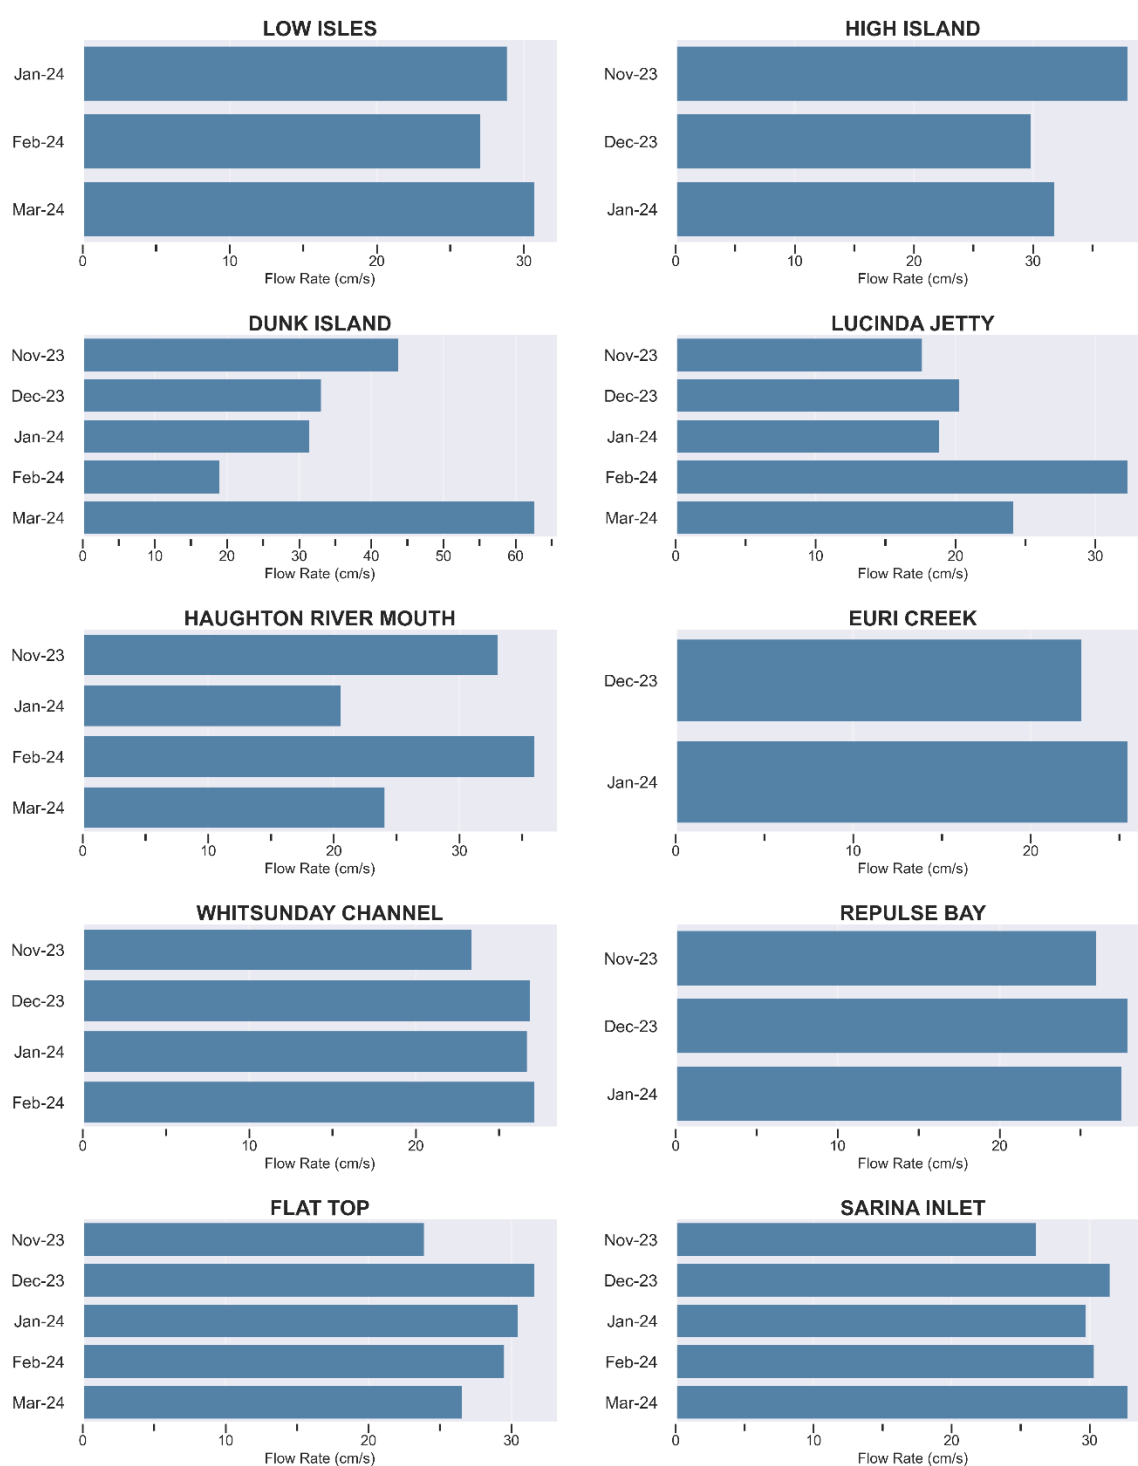 LOW ISLES
Jan-24
Feb-24
Mar-24
0 10 20 30
Flow Rate (cm/s)
HIGH ISLAND
Nov-23
Dec-23
Jan-24
0 10 20 30
Flow Rate (cm/s)
DUNK ISLAND
Nov-23
Dec-23
Jan-24
Feb-24
Mar-24
0 10 20 30 40 50 60
Flow Rate (cm/s)
LUCINDA JETTY
Nov-23
Dec-23
Jan-24
Feb-24
Mar-24
0 10 20 30
Flow Rate (cm/s)
HAUGHTON RIVER MOUTH
Nov-23
Jan-24
Feb-24
Mar-24
0 10 20 30
Flow Rate (cm/s)
EURI CREEK
Dec-23
Jan-24
0 10 20
Flow Rate (cm/s)
WHITSUNDAY CHANNEL
Nov-23
Dec-23
Jan-24
Feb-24
0 10 20
Flow Rate (cm/s)
REPULSE BAY
Nov-23
Dec-23
Jan-24
0 10 20
Flow Rate (cm/s)
FLAT TOP
Nov-23
Dec-23
Jan-24
Feb-24
Mar-24
0 10 20 30
Flow Rate (cm/s)
SARINA INLET
Nov-23
Dec-23
Jan-24
Feb-24
Mar-24
0 10 20 30
Flow Rate (cm/s)